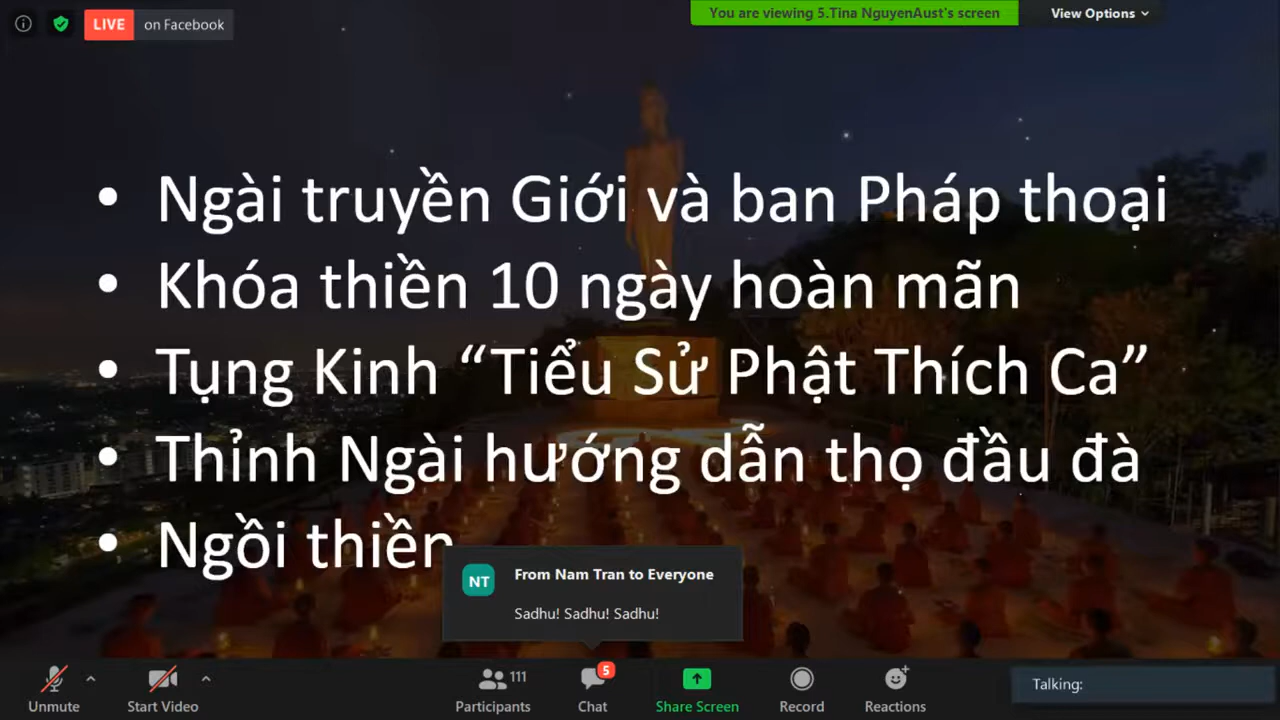 LIVE on Facebook
You are viewing 5.Tina NguyenAust's screen
View Options
• Ngài truyền Giới và ban Pháp thoại
• Khóa thiền 10 ngày hoàn mãn
• Tụng Kinh “Tiểu Sử Phật Thích Ca”
• Thỉnh Ngài hướng dẫn thọ đầu đà
• Ngồi thiền
NT
From Nam Tran to Everyone
Sadhu! Sadhu! Sadhu!
Unmute
Start Video
Participants 111
Chat 5
Share Screen
Record
Reactions
Talking: